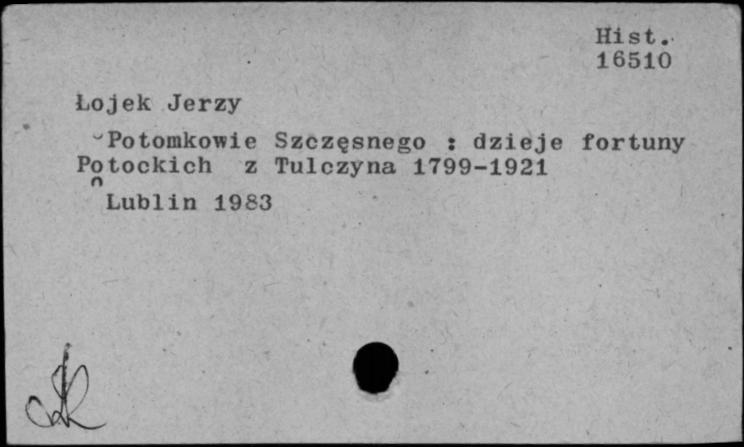 Hist.
16510
Łojek Jerzy
Potomkowie Szczęsnego : dzieje fortuny
Potockich z Tulczyna 1799-1921
Lublin 1983